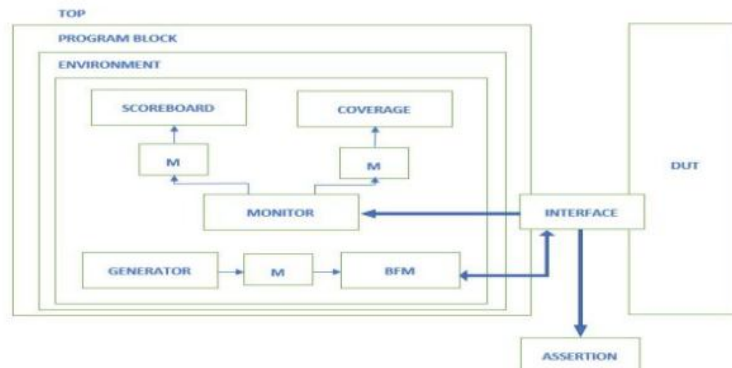 TOP
PROGRAM BLOCK
ENVIRONMENT
SCOREBOARD
COVERAGE
M
M
DUT
MONITOR
INTERFACE
GENERATOR
M
BFM
ASSERTION